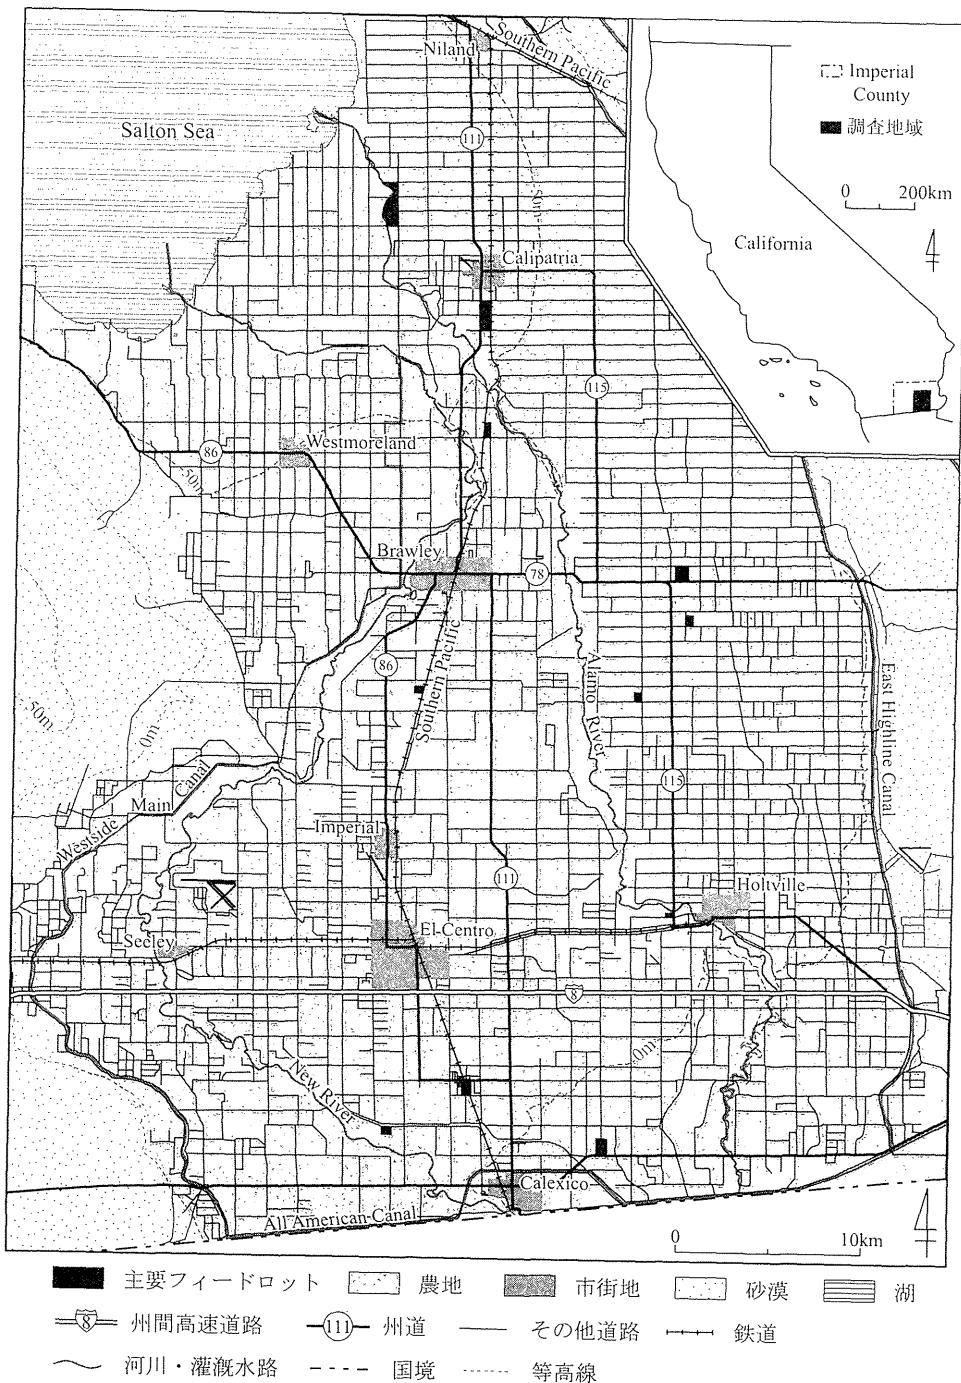 Niland
Southern Pacific
Salton Sea
111
50m
Imperial
County
調査地域
0 200km
California
Calipatria
115
86
Westmoreland
50m
Brawley
78
86
Southern Pacific
Alamo River
East Highline Canal
50m
0m
Westside Main Canal
115
Imperial
111
Holtville
Seeley
El Centro
8
0m
New River
Calexico
All American Canal
0 10km
主要フィードロット 農地 市街地 砂漠 湖
8 州間高速道路 111 州道 その他道路 鉄道
河川・灌漑水路 国境 等高線